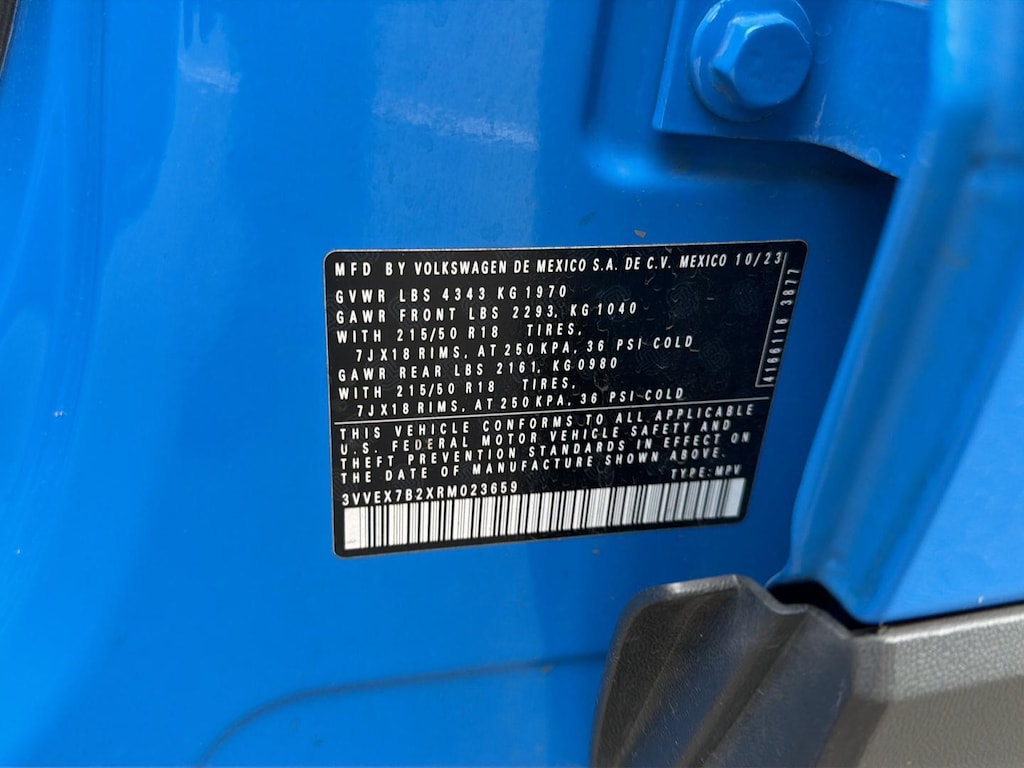 MFD BY VOLKSWAGEN DE MEXICO S.A. DE C.V. MEXICO 10/23
GVWR LBS 4343 KG 1970
GAWR FRONT LBS 2293, KG 1040
WITH 215/50 R18 TIRES,
7JX18 RIMS, AT 250 KPA, 36 PSI COLD
GAWR REAR LBS 2161, KG 0980
WITH 215/50 R18 TIRES,
7JX18 RIMS, AT 250 KPA, 36 PSI COLD
THIS VEHICLE CONFORMS TO ALL APPLICABLE
U.S. FEDERAL MOTOR VEHICLE SAFETY AND
THEFT PREVENTION STANDARDS IN EFFECT ON
THE DATE OF MANUFACTURE SHOWN ABOVE.
TYPE: MPV
3VVEX7B2XRM023659
4166116 3877